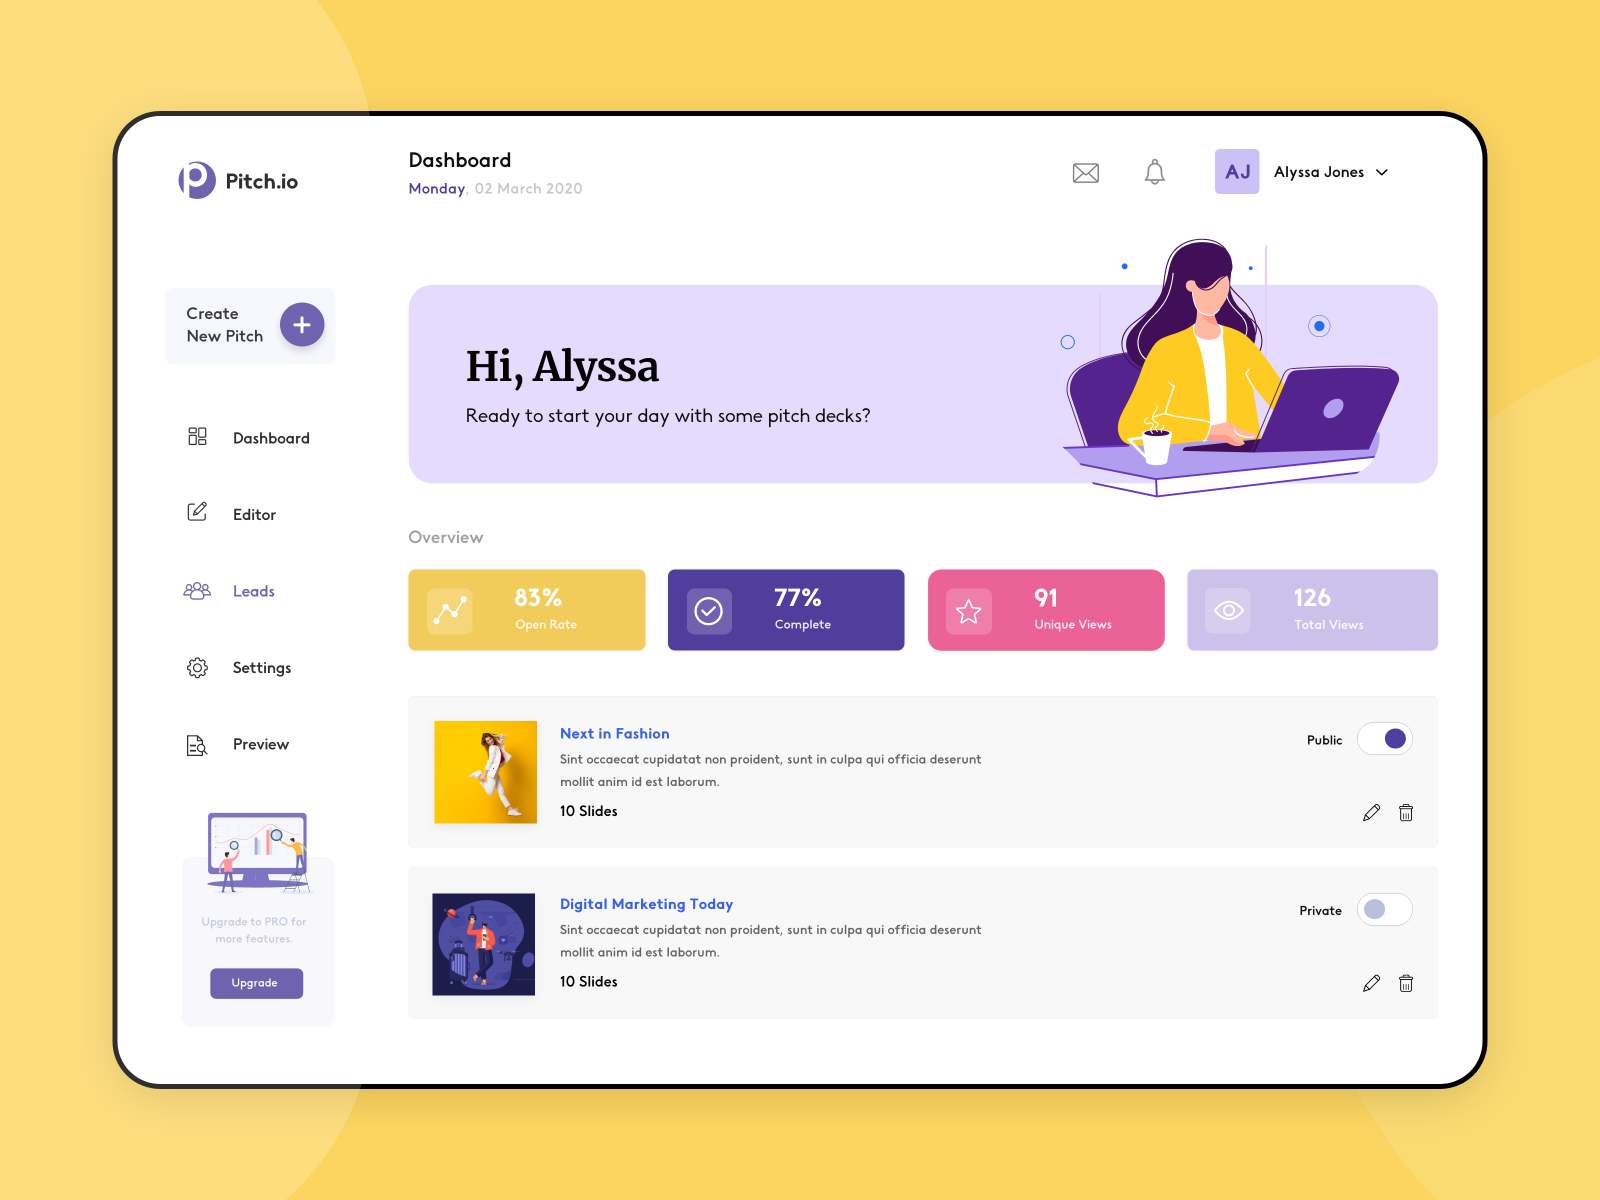 Pitch.io
Dashboard
Monday, 02 March 2020
AJ
Alyssa Jones
Create
New Pitch
Dashboard
Editor
Leads
Settings
Preview
Upgrade to PRO for
more features.
Upgrade
Hi, Alyssa
Ready to start your day with some pitch decks?
Overview
83%
Open Rate
77%
Complete
91
Unique Views
126
Total Views
Next in Fashion
Sint occaecat cupidatat non proident, sunt in culpa qui officia deserunt
mollit anim id est laborum.
10 Slides
Public
Digital Marketing Today
Sint occaecat cupidatat non proident, sunt in culpa qui officia deserunt
mollit anim id est laborum.
10 Slides
Private